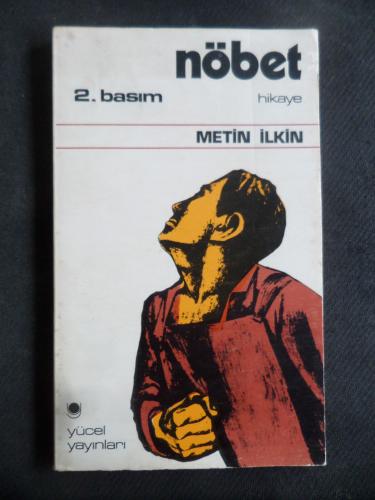 nöbet
2. basım
hikaye
METİN İLKİN
yücel
yayınları